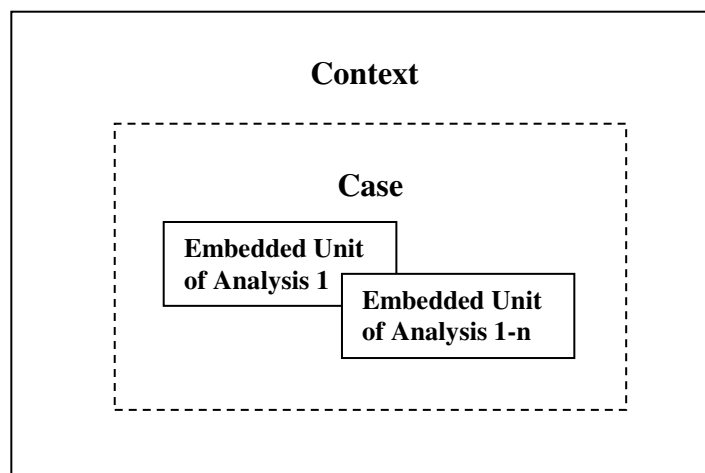 Context
Case
Embedded Unit
of Analysis 1
Embedded Unit
of Analysis 1-n